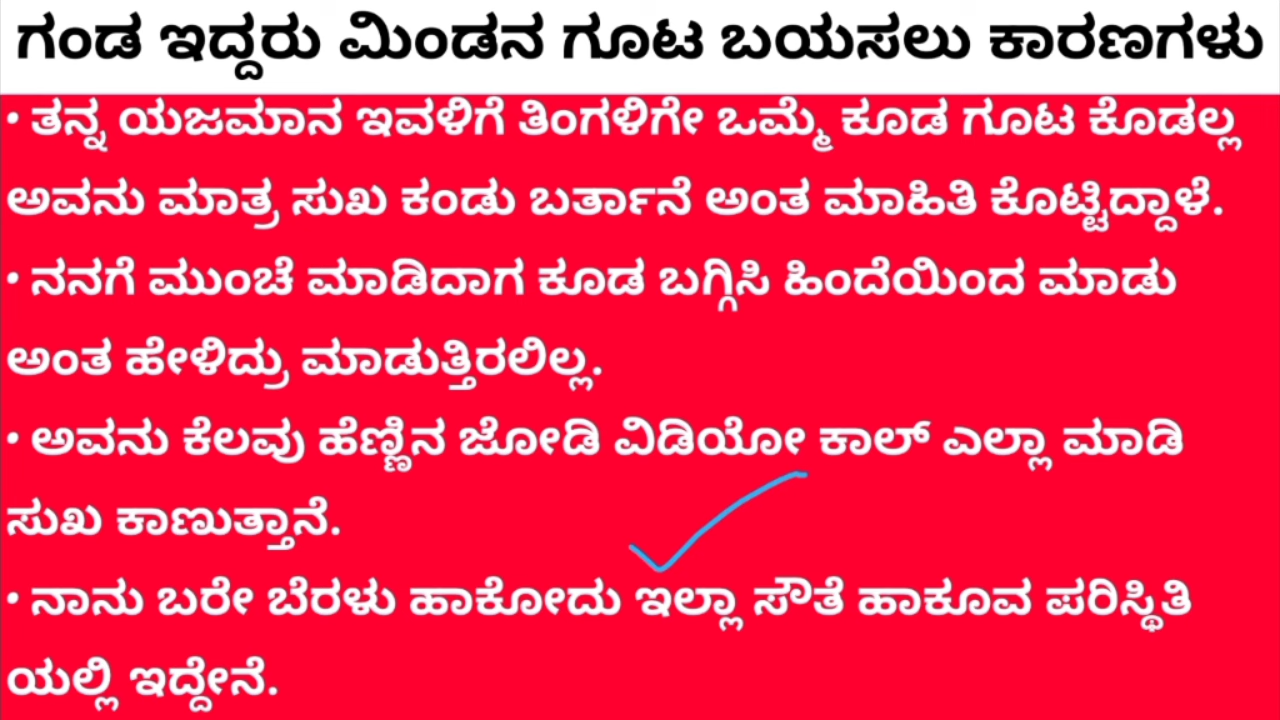 ಗಂಡ ಇದ್ದರು ಮಿಂಡನ ಗೂಟ ಬಯಸಲು ಕಾರಣಗಳು
• ತನ್ನ ಯಜಮಾನ ಇವಳಿಗೆ ತಿಂಗಳಿಗೇ ಒಮ್ಮೆ ಕೂಡ ಗೂಟ ಕೊಡಲ್ಲ
ಅವನು ಮಾತ್ರ ಸುಖ ಕಂಡು ಬರ್ತಾನೆ ಅಂತ ಮಾಹಿತಿ ಕೊಟ್ಟಿದ್ದಾಳೆ.
• ನನಗೆ ಮುಂಚೆ ಮಾಡಿದಾಗ ಕೂಡ ಬಗ್ಗಿಸಿ ಹಿಂದೆಯಿಂದ ಮಾಡು
ಅಂತ ಹೇಳಿದ್ರು ಮಾಡುತ್ತಿರಲಿಲ್ಲ.
• ಅವನು ಕೆಲವು ಹೆಣ್ಣಿನ ಜೋಡಿ ವಿಡಿಯೋ ಕಾಲ್ ಎಲ್ಲಾ ಮಾಡಿ
ಸುಖ ಕಾಣುತ್ತಾನೆ.
• ನಾನು ಬರೇ ಬೆರಳು ಹಾಕೋದು ಇಲ್ಲಾ ಸೌತೆ ಹಾಕೂವ ಪರಿಸ್ಥಿತಿ
ಯಲ್ಲಿ ಇದ್ದೇನೆ.